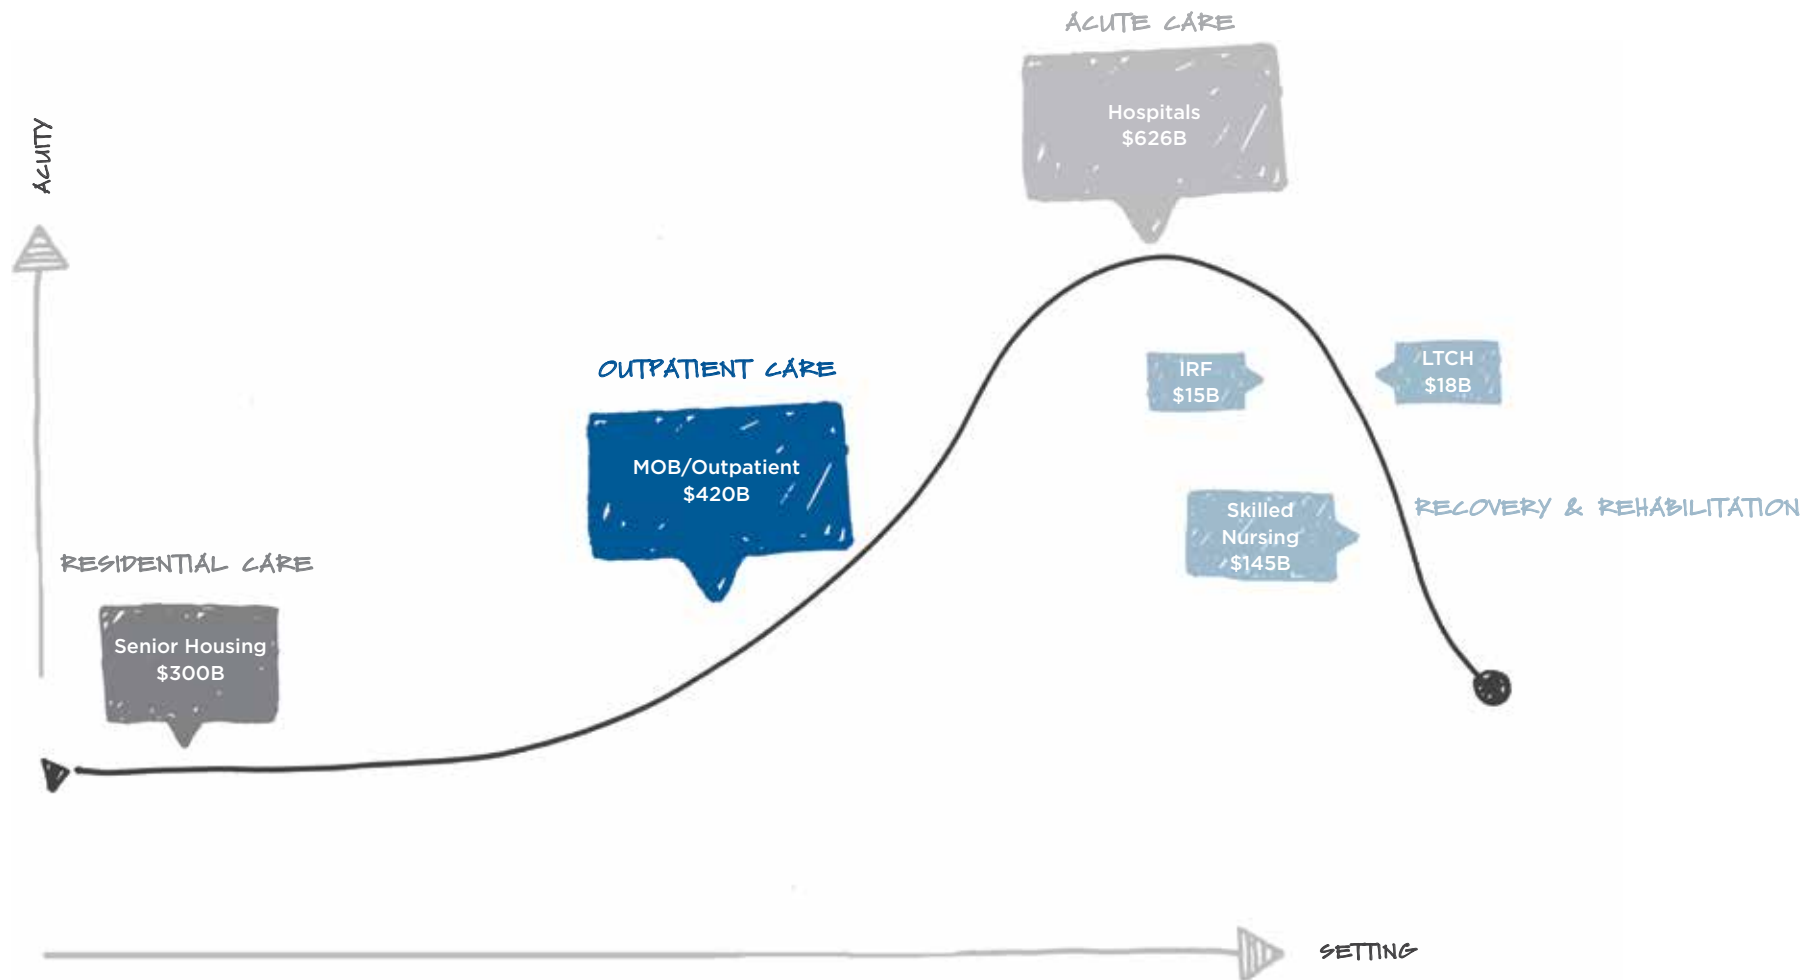 ACUTE CARE
Hospitals
$626B
ACUITY
OUTPATIENT CARE
MOB/Outpatient
$420B
IRF
$15B
LTCH
$18B
Skilled
Nursing
$145B
RECOVERY & REHABILITATION
RESIDENTIAL CARE
Senior Housing
$300B
SETTING